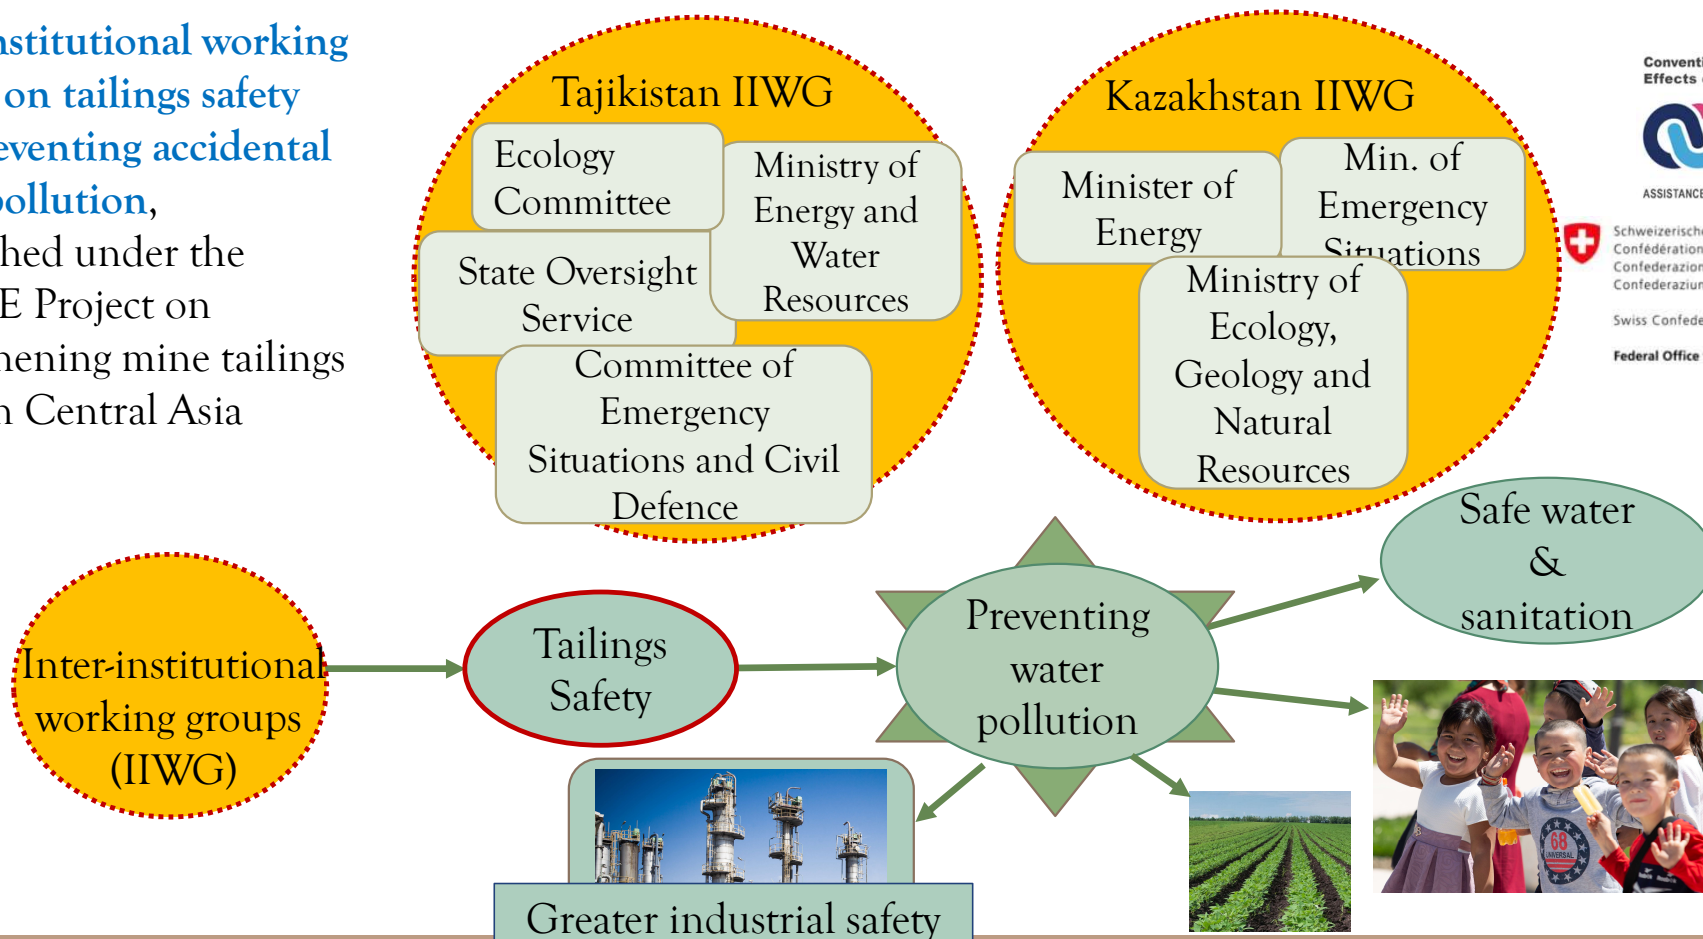 nstitutional working
on tailings safety
eventing accidental
pollution,
hed under the
E Project on
hening mine tailings
n Central Asia
Tajikistan IIWG
Ecology
Committee
Ministry of
Energy and
Water
Resources
State Oversight
Service
Committee of
Emergency
Situations and Civil
Defence
Kazakhstan IIWG
Minister of
Energy
Min. of
Emergency
Situations
Ministry of
Ecology,
Geology and
Natural
Resources
Conventi
Effects
ASSISTANCE
Schweizerisch
Confédération
Confederazion
Confederaziun
Swiss Confede
Federal Office
Inter-institutional
working groups
(IIWG)
Tailings
Safety
Preventing
water
pollution
Safe water
&
sanitation
68
UNIVERSAL
Greater industrial safety